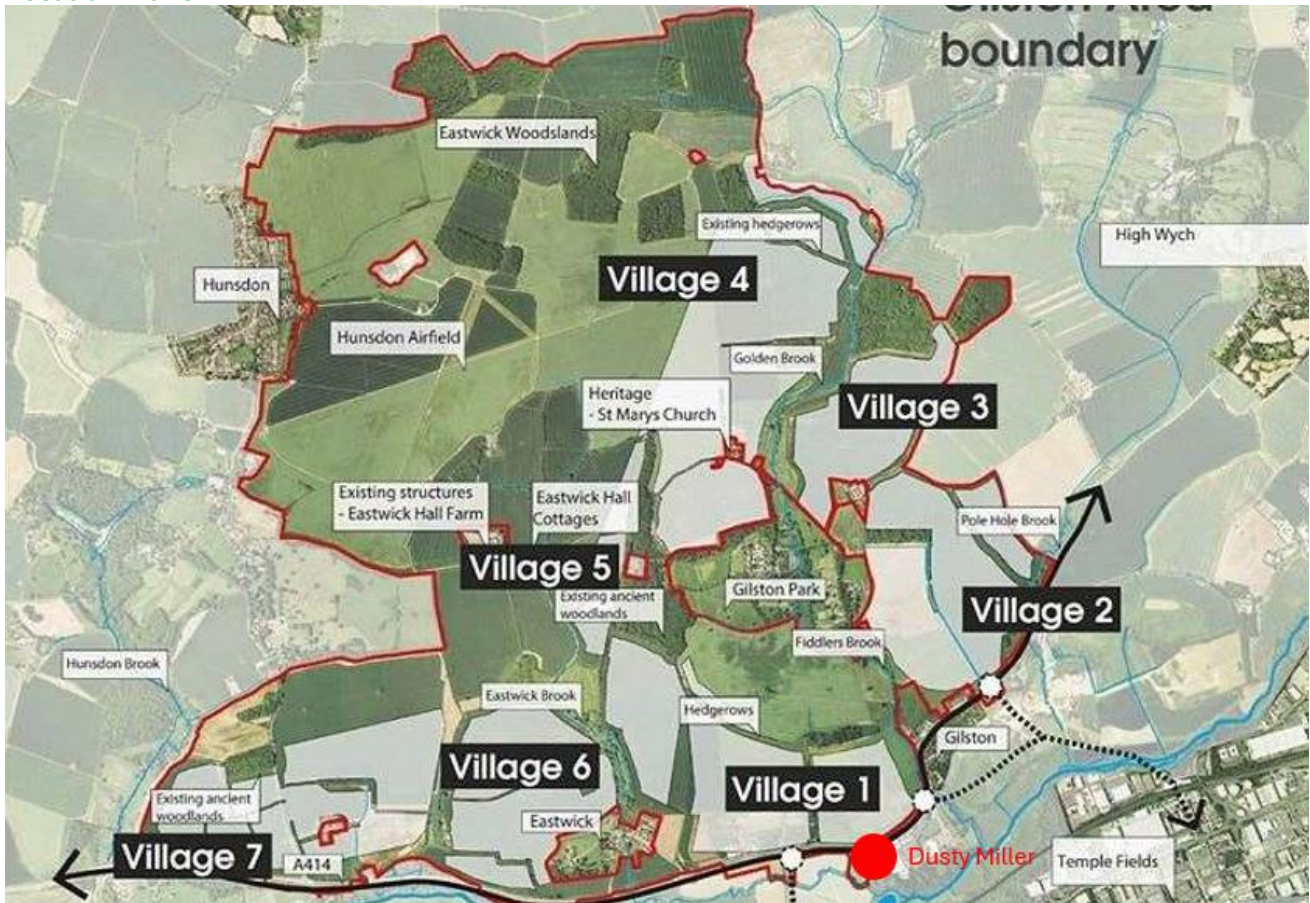 boundary
Eastwick Woodslands
Existing hedgerows
High Wych
Hunsdon
Village 4
Hunsdon Airfield
Golden Brook
Heritage
- St Marys Church
Village 3
Existing structures
- Eastwick Hall Farm
Eastwick Hall
Cottages
Pole Hole Brook
Village 5
Existing ancient
woodlands
Gilston Park
Village 2
Fiddlers Brook
Hunsdon Brook
Eastwick Brook
Hedgerows
Gilston
Village 6
Village 1
Existing ancient
woodlands
Eastwick
Village 7
A414
Dusty Miller
Temple Fields